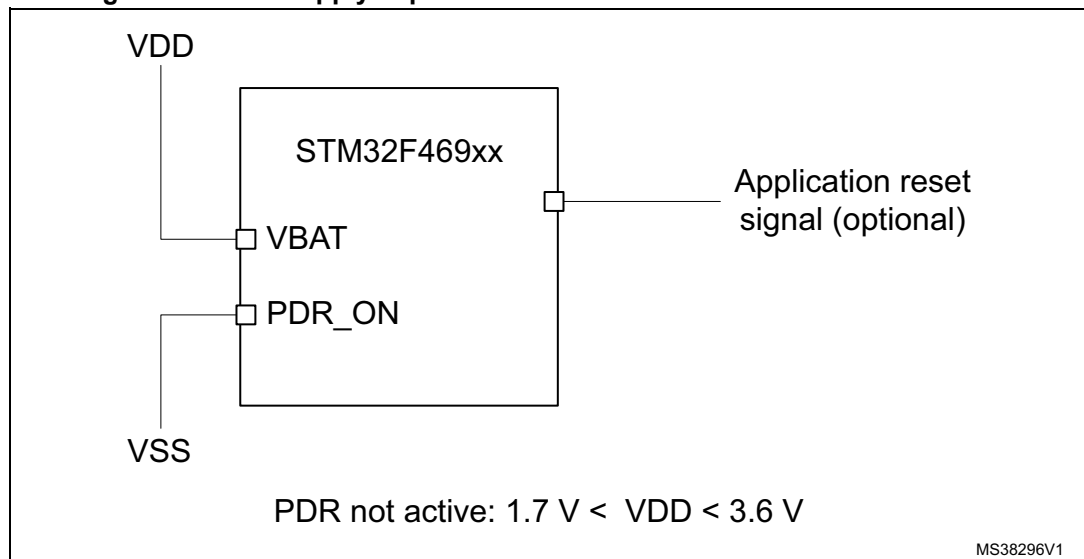 VDD
STM32F469xx
Application reset
signal (optional)
VBAT
PDR_ON
VSS
PDR not active: 1.7 V < VDD < 3.6 V
MS38296V1